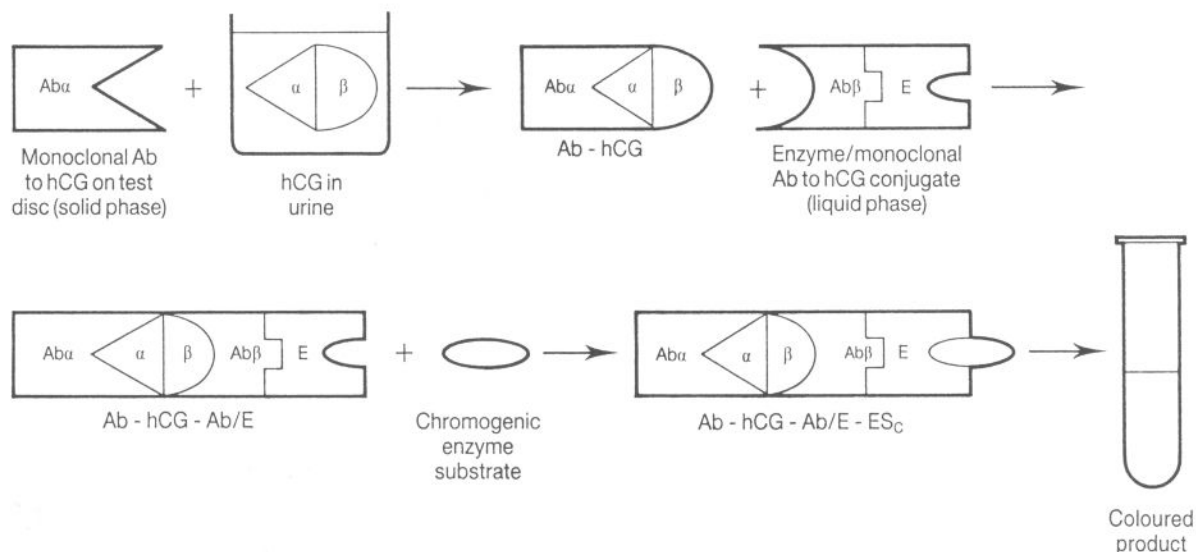 Abα
+
α
β
Abα
α
β
+
Abβ
E
Monoclonal Ab
to hCG on test
disc (solid phase)
hCG in
urine
Ab - hCG
Enzyme/monoclonal
Ab to hCG conjugate
(liquid phase)
Abα
α
β
Abβ
E
+
Abα
α
β
Abβ
E
Ab - hCG - Ab/E
Chromogenic
enzyme
substrate
Ab - hCG - Ab/E - ESC
Coloured
product